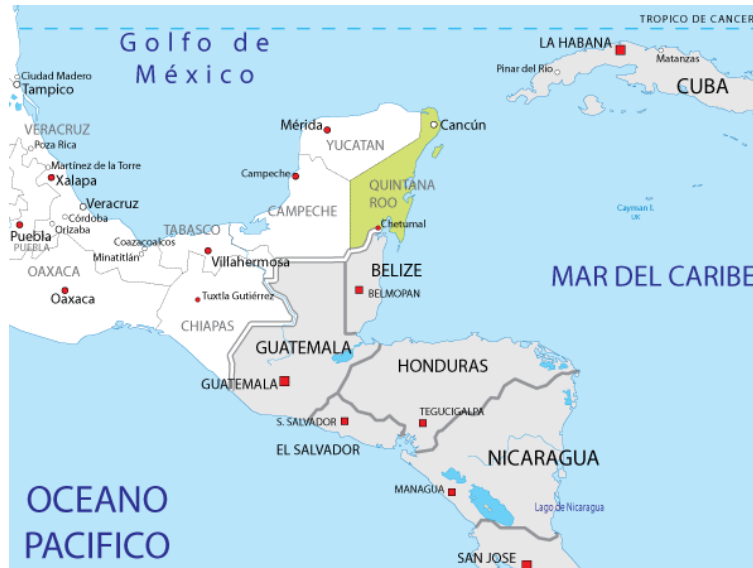 TROPICO DE CANCER
Golfo de
México
LA HABANA
Matanzas
Pinar del Río
CUBA
Ciudad Madero
Tampico
Mérida
Cancún
VERACRUZ
YUCATAN
Poza Rica
Martínez de la Torre
Campeche
Xalapa
QUINTANA
ROO
Veracruz
CAMPECHE
Cayman I.
UK
Córdoba
Chetumal
Puebla
Orizaba
TABASCO
PUEBLA
Coazacoalcos
Minatitlán
Villahermosa
OAXACA
BELIZE
MAR DEL CARIBE
Oaxaca
Tuxtla Gutiérrez
BELMOPAN
CHIAPAS
GUATEMALA
HONDURAS
GUATEMALA
TEGUCIGALPA
S. SALVADOR
EL SALVADOR
NICARAGUA
MANAGUA
OCEANO
PACIFICO
Lago de Nicaragua
SAN JOSE